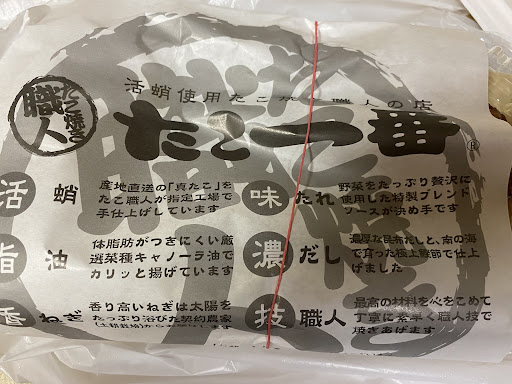 活蛸使用たこ焼き職人の店
たこ焼き
職人
たこ一番®
活蛸
産地直送の「真たこ」を
たこ職人が指定工場で
手仕上げしています
味たれ
野菜をたっぷり贅沢に
使用した特製ブレンド
ソースが決め手です
脂油
体脂肪がつきにくい厳
選菜種キャノーラ油で
カリッと揚げています
濃だし
濃厚な昆布だしと、南の海
で育った極上鰹節で仕上
げました
香ねぎ
香り高いねぎは太陽を
たっぷり浴びた契約農家
技職人
最高の材料を心をこめて
丁寧に素早く職人技で
焼きあげます